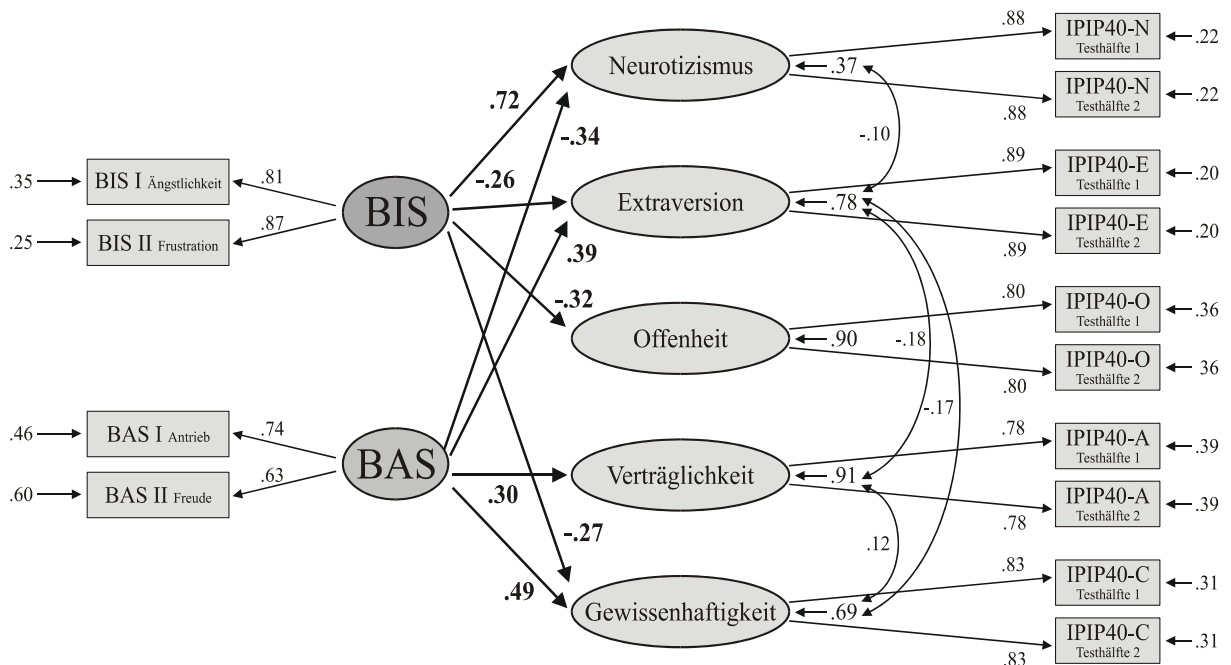 .35
BIS I Ängstlichkeit
.81
.25
BIS II Frustration
.87
BIS
.46
BAS I Antrieb
.74
.60
BAS II Freude
.63
BAS
.72
-.34
-.26
.39
-.32
.30
-.27
.49
Neurotizismus
.37
Extraversion
.78
Offenheit
.90
Verträglichkeit
.91
Gewissenhaftigkeit
.69
-.10
-.18
-.17
.12
.88
IPIP40-N
Testhälfte 1
.22
.88
IPIP40-N
Testhälfte 2
.22
.89
IPIP40-E
Testhälfte 1
.20
.89
IPIP40-E
Testhälfte 2
.20
.80
IPIP40-O
Testhälfte 1
.36
.80
IPIP40-O
Testhälfte 2
36
.78
IPIP40-A
Testhälfte 1
.39
.78
IPIP40-A
Testhälfte 2
.39
.83
IPIP40-C
Testhälfte 1
.31
.83
IPIP40-C
Testhälfte 2
.31